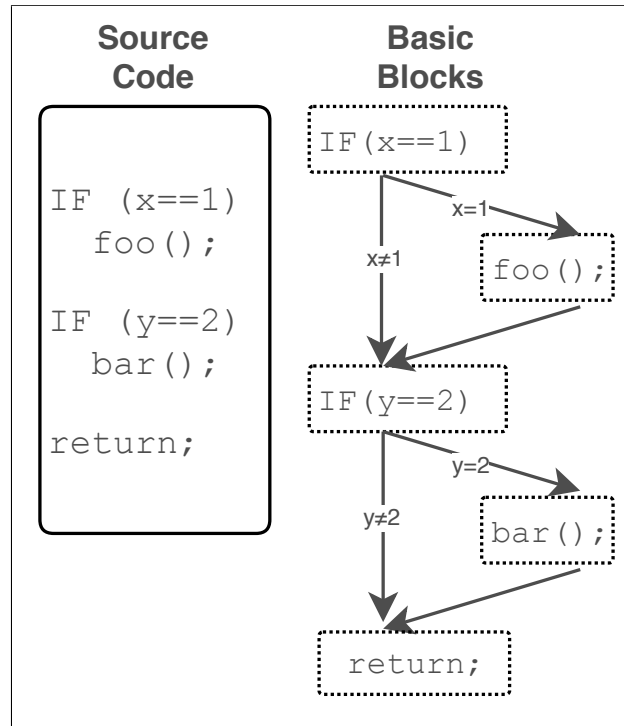 Source
Code
IF (x==1)
foo();
IF (y==2)
bar();
return;
Basic
Blocks
IF(x==1)
x=1
x≠1
foo();
IF(y==2)
y=2
y≠2
bar();
return;